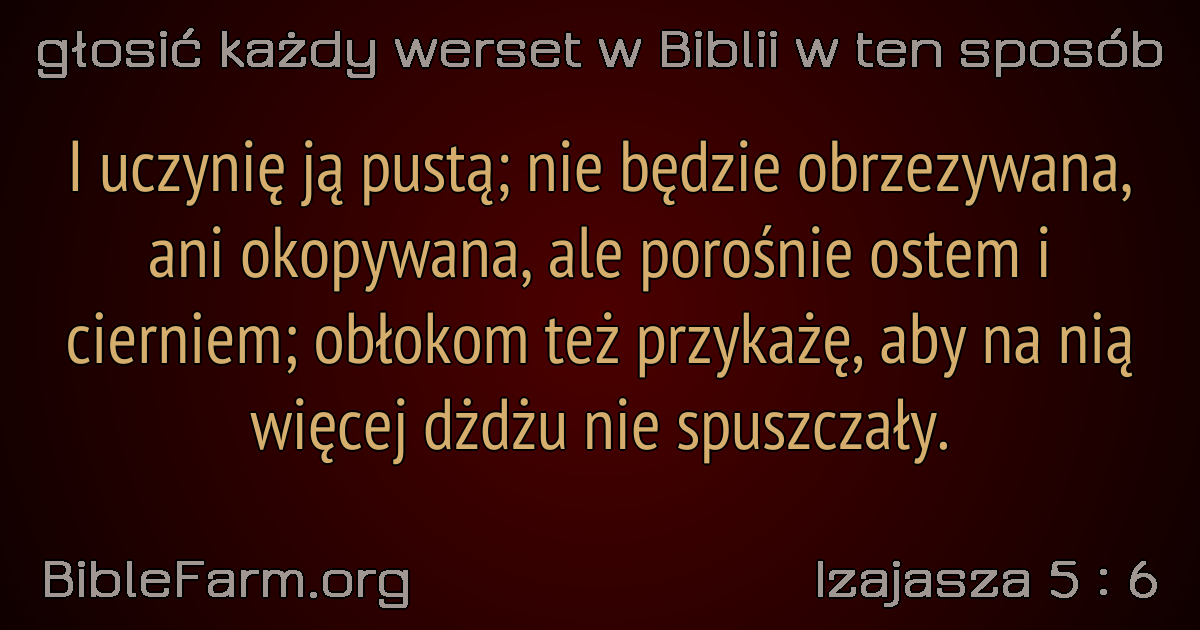 głosić każdy werset w Biblii w ten sposób
I uczynię ją pustą; nie będzie obrzezywana,
ani okopywana, ale porośnie ostem i
cierniem; obłokom też przykażę, aby na nią
więcej dżdżu nie spuszczały.
BibleFarm.org
Izajasza 5 : 6